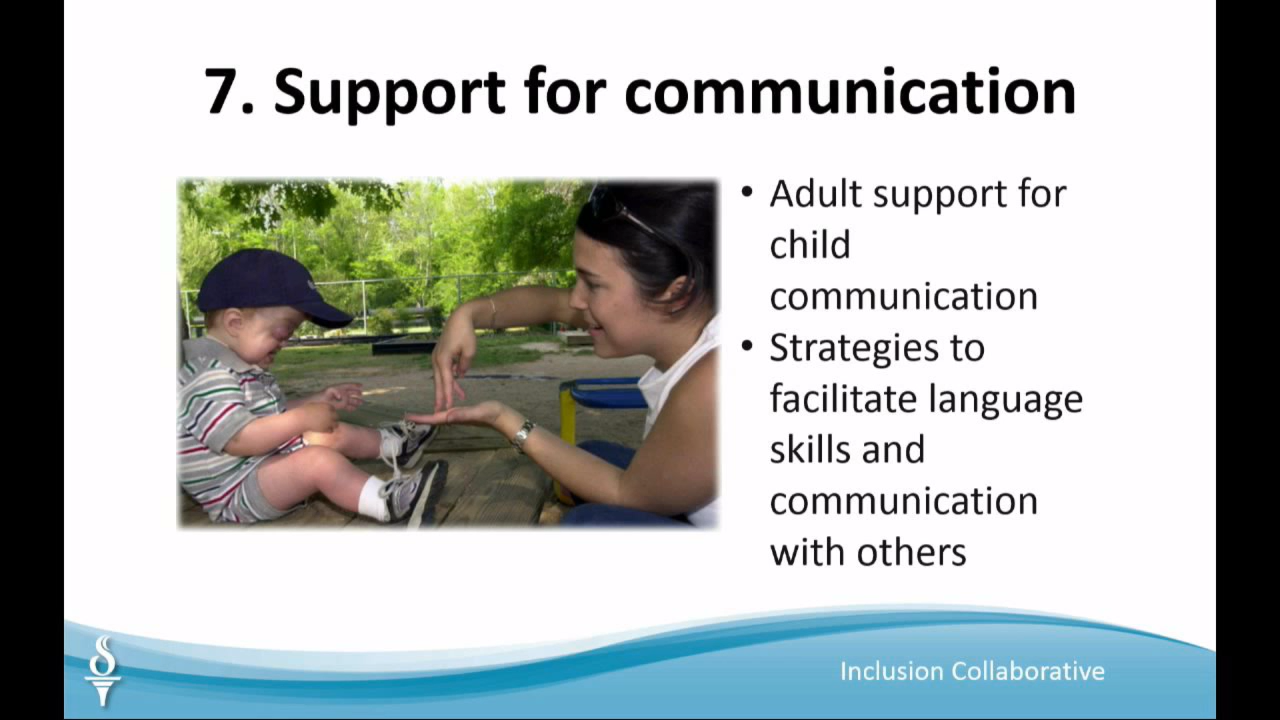 7. Support for communication
• Adult support for
child
communication
• Strategies to
facilitate language
skills and
communication
with others
Inclusion Collaborative